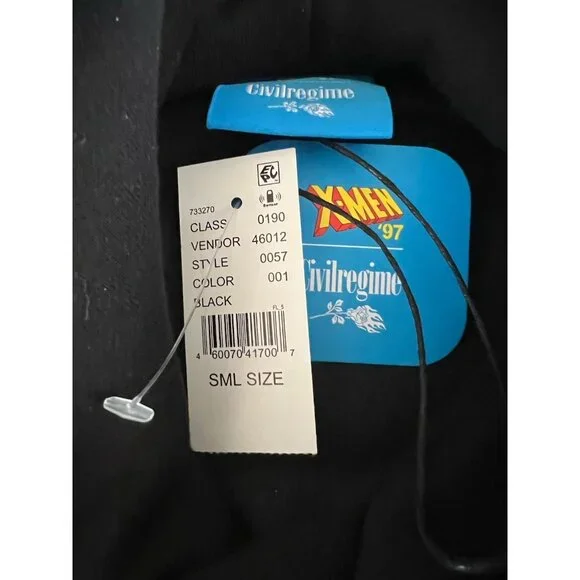 Civilregime
X-MEN
'97
Civilregime
733270
CLASS 0190
VENDOR 46012
STYLE 0057
COLOR 001
BLACK
FL_S
4 60070 41700 7
SML SIZE